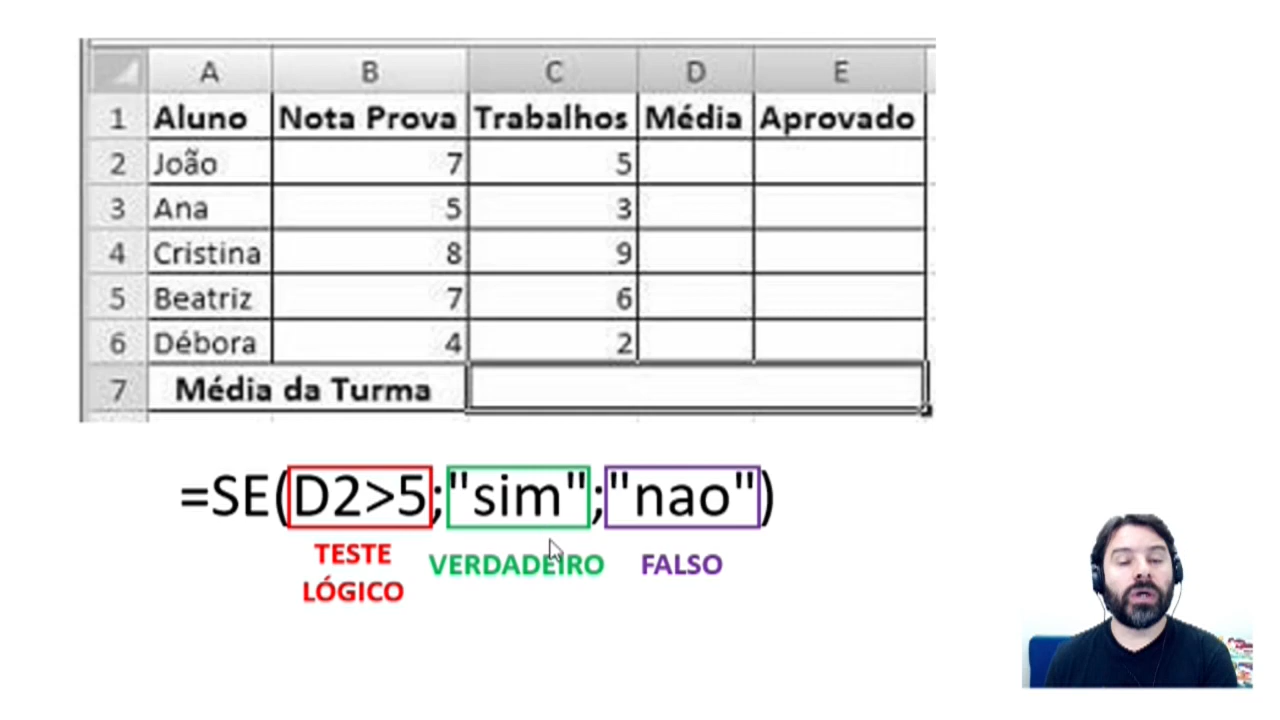 A B C D E
1 Aluno Nota Prova Trabalhos Média Aprovado
2 João 7 5
3 Ana 5 3
4 Cristina 8 9
5 Beatriz 7 6
6 Débora 4 2
7 Média da Turma
=SE(D2>5;"sim";"nao")
TESTE VERDADEIRO FALSO
LÓGICO